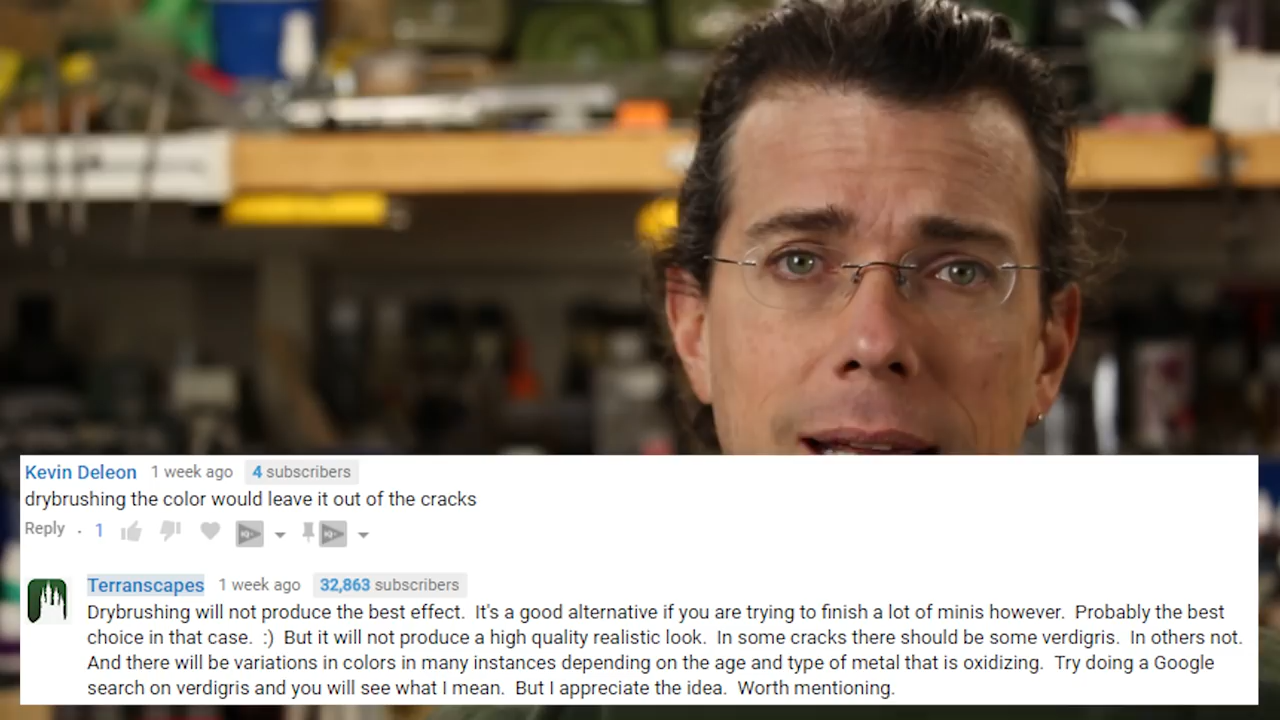 Kevin Deleon 1 week ago 4 subscribers
drybrushing the color would leave it out of the cracks
Reply · 1
Terranscapes 1 week ago 32,863 subscribers
Drybrushing will not produce the best effect. It's a good alternative if you are trying to finish a lot of minis however. Probably the best
choice in that case. :) But it will not produce a high quality realistic look. In some cracks there should be some verdigris. In others not.
And there will be variations in colors in many instances depending on the age and type of metal that is oxidizing. Try doing a Google
search on verdigris and you will see what I mean. But I appreciate the idea. Worth mentioning.